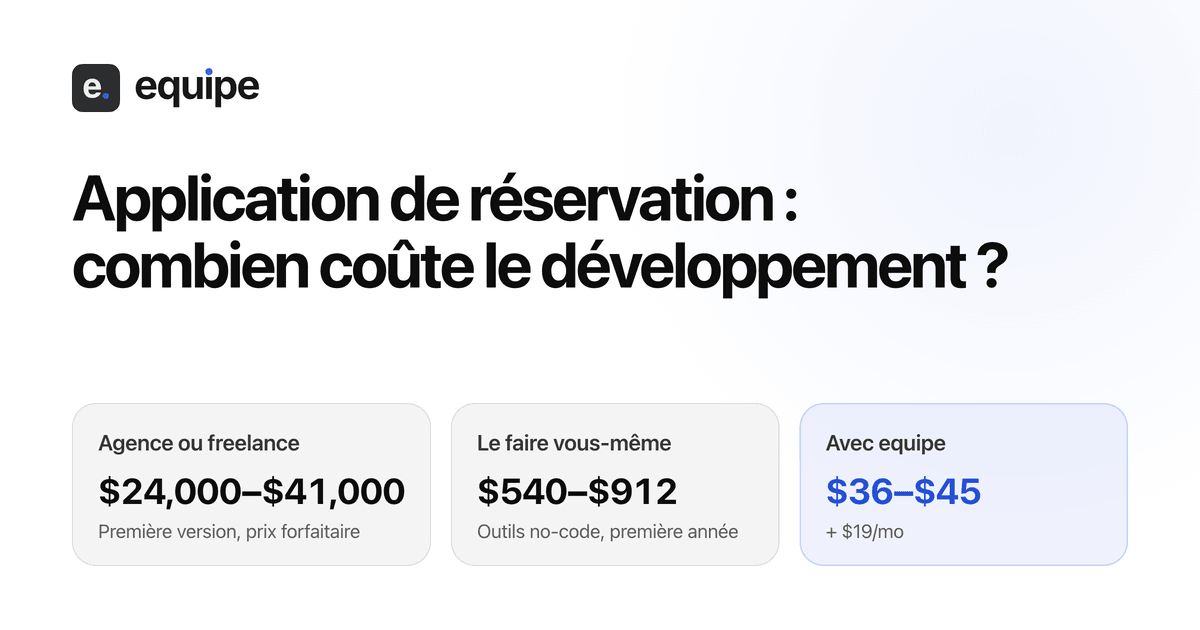 e. equipe
Application de réservation :
combien coûte le développement ?
Agence ou freelance
$24,000–$41,000
Première version, prix forfaitaire
Le faire vous-même
$540–$912
Outils no-code, première année
Avec equipe
$36–$45
+ $19/mo